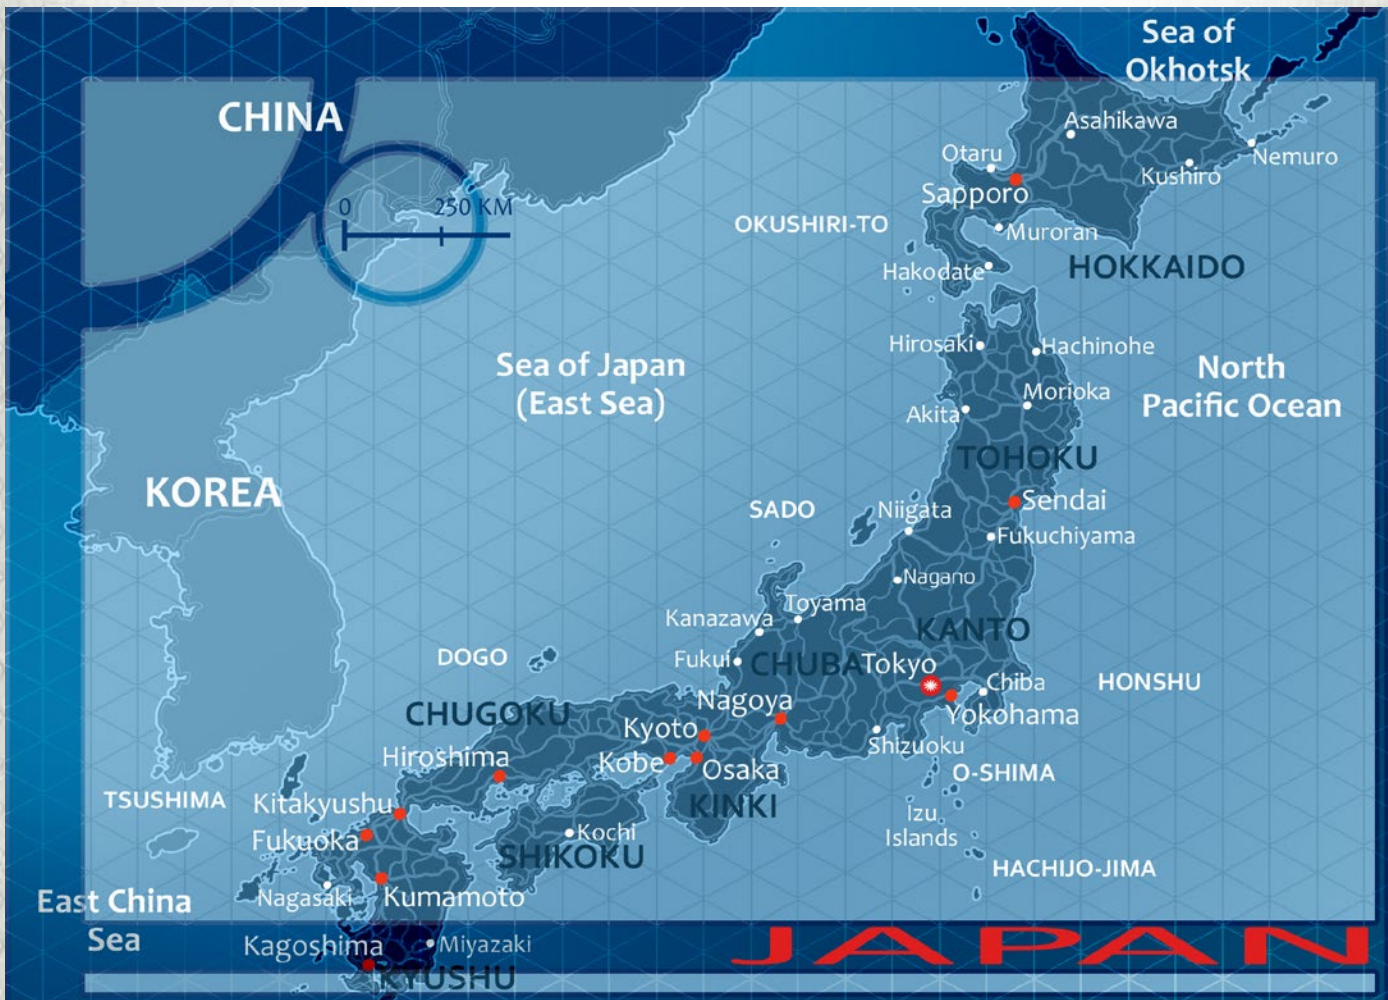 Sea of
Okhotsk
CHINA
Asahikawa
Otaru
Nemuro
Kushiro
Sapporo
0 250 KM
OKUSHIRI-TO
Muroran
Hakodate
HOKKAIDO
Hirosaki
Hachinohe
Sea of Japan
(East Sea)
North
Pacific Ocean
Morioka
Akita
TOHOKU
KOREA
SADO
Niigata
Sendai
Fukuchiyama
Nagano
Toyama
Kanazawa
KANTO
DOGO
Fukui
CHUBA
Tokyo
Chiba
HONSHU
Nagoya
CHUGOKU
Yokohama
Kyoto
Shizuoku
Hiroshima
Kobe
Osaka
O-SHIMA
TSUSHIMA
Kitakyushu
KINKI
Izu
Islands
Fukuoka
Kochi
SHIKOKU
HACHIJO-JIMA
Nagasaki
Kumamoto
East China
Sea
Kagoshima
Miyazaki
JAPAN
KYUSHU